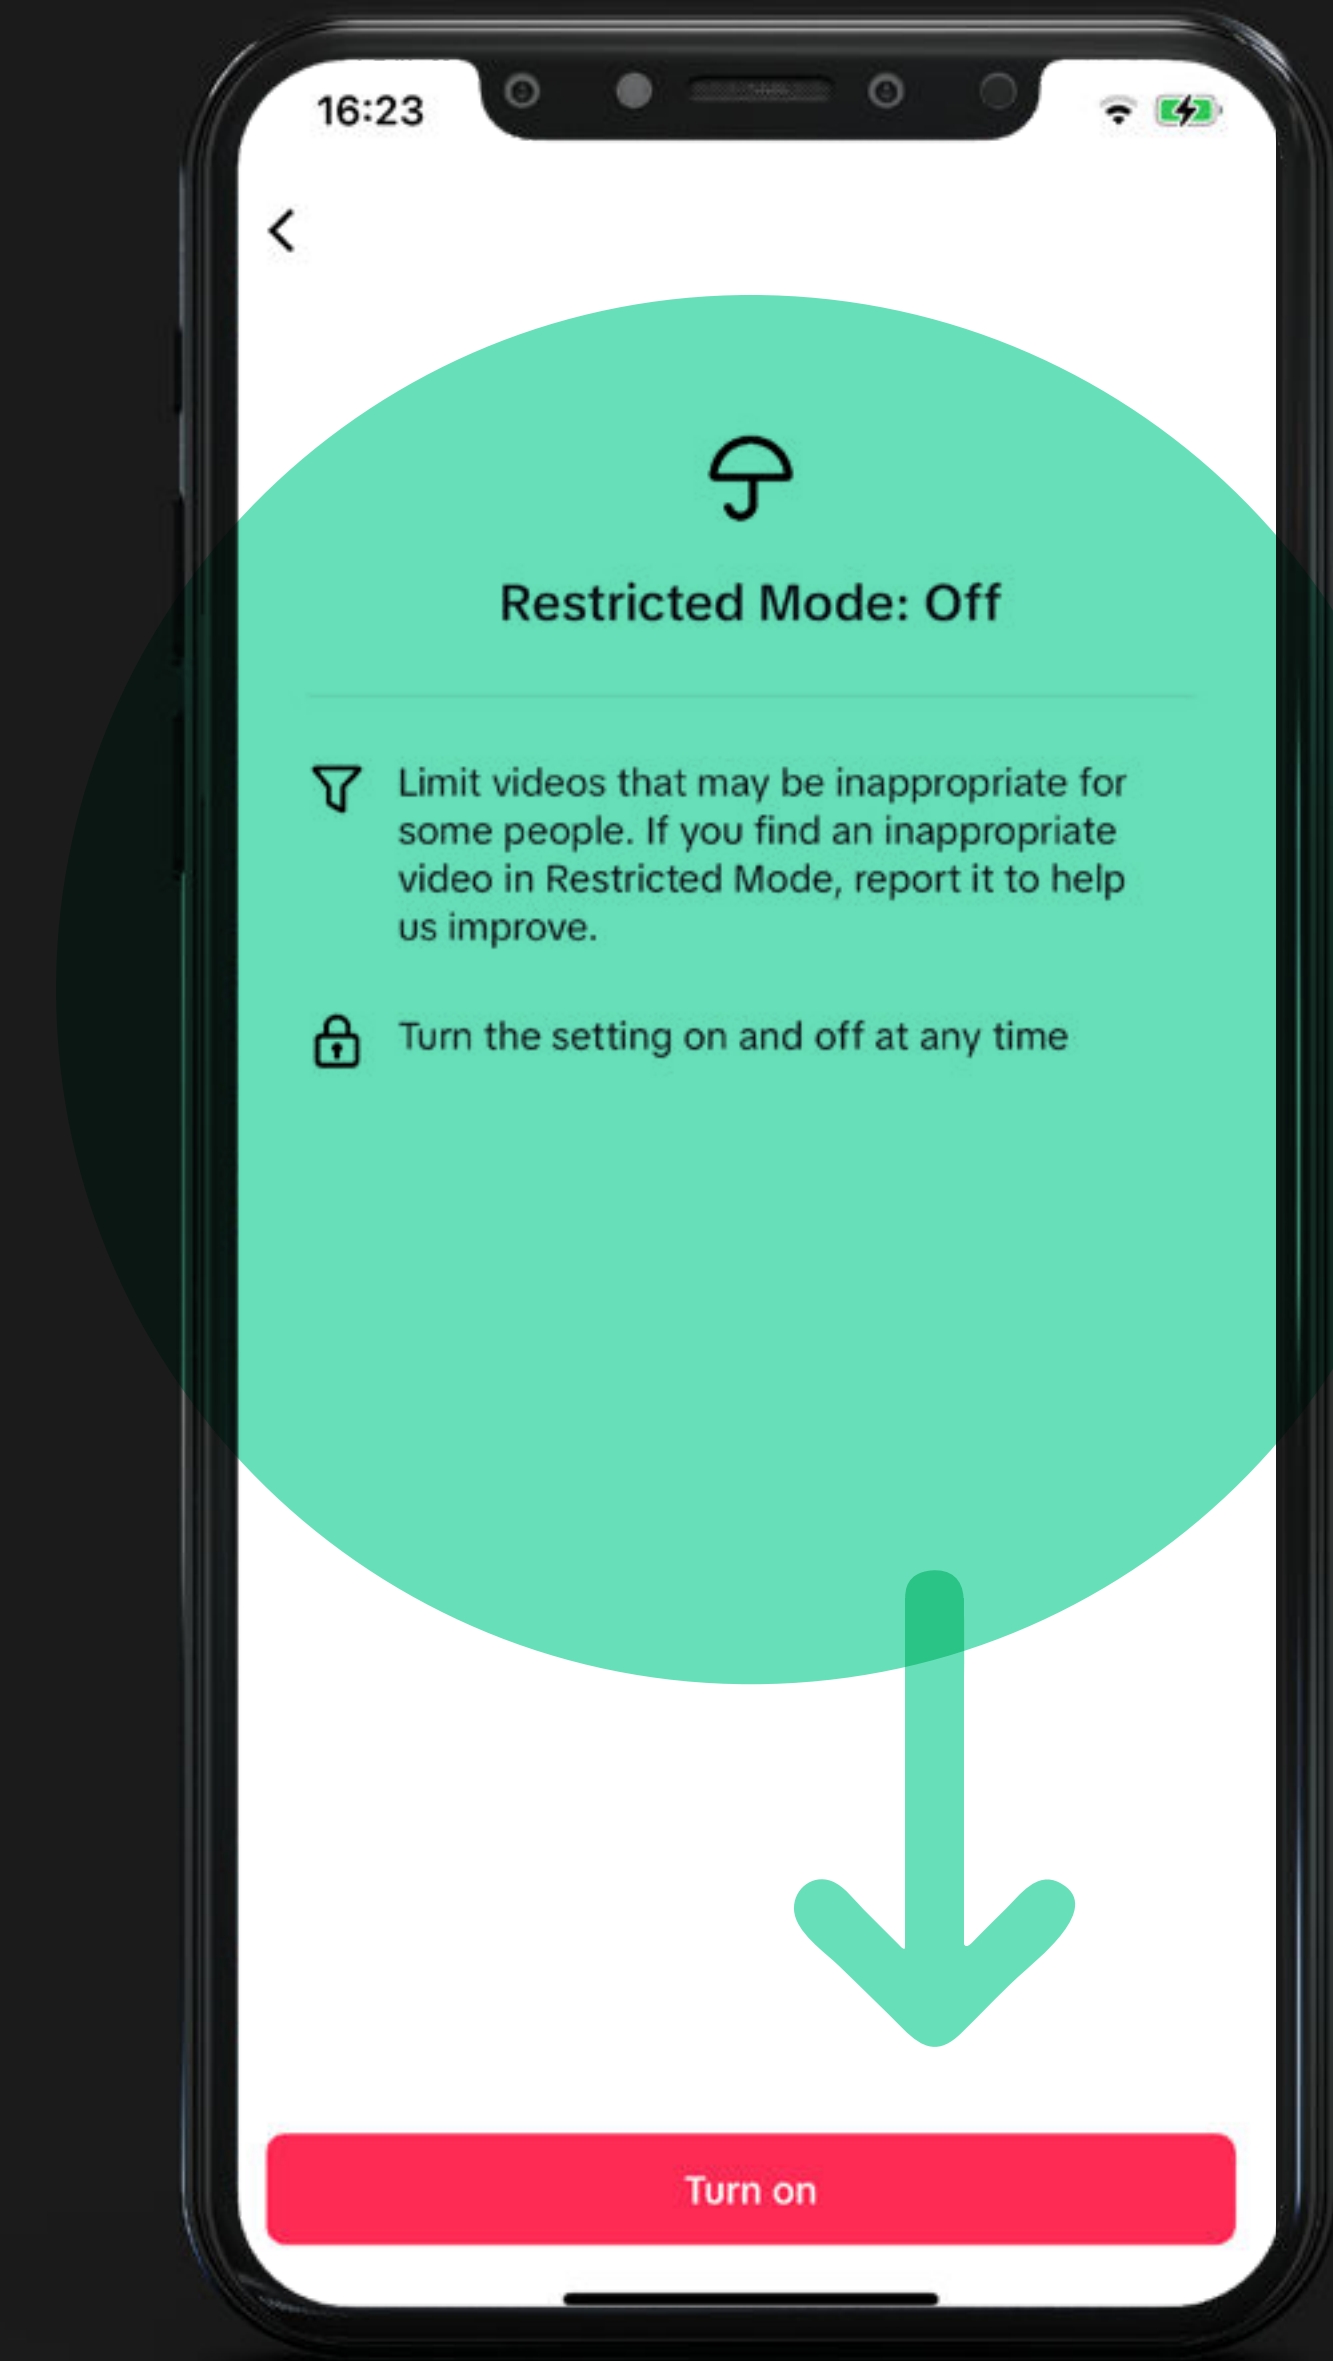 16:23
Restricted Mode: Off
Limit videos that may be inappropriate for
some people. If you find an inappropriate
video in Restricted Mode, report it to help
us improve.
Turn the setting on and off at any time
Turn on